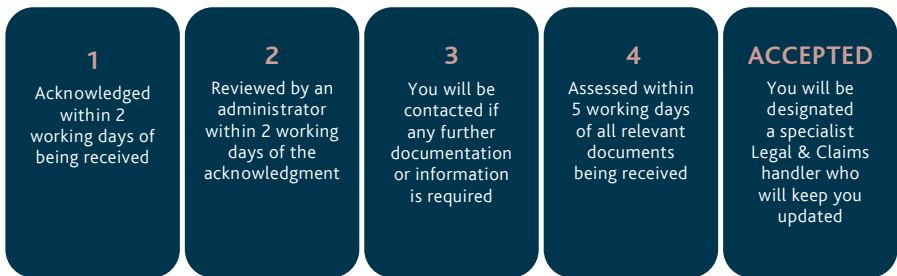 1
Acknowledged
within 2
working days of
being received
2
Reviewed by an
administrator
within 2 working
days of the
acknowledgment
3
You will be
contacted if
any further
documentation
or information
is required
4
Assessed within
5 working days
of all relevant
documents
being received
ACCEPTED
You will be
designated
a specialist
Legal & Claims
handler who
will keep you
updated